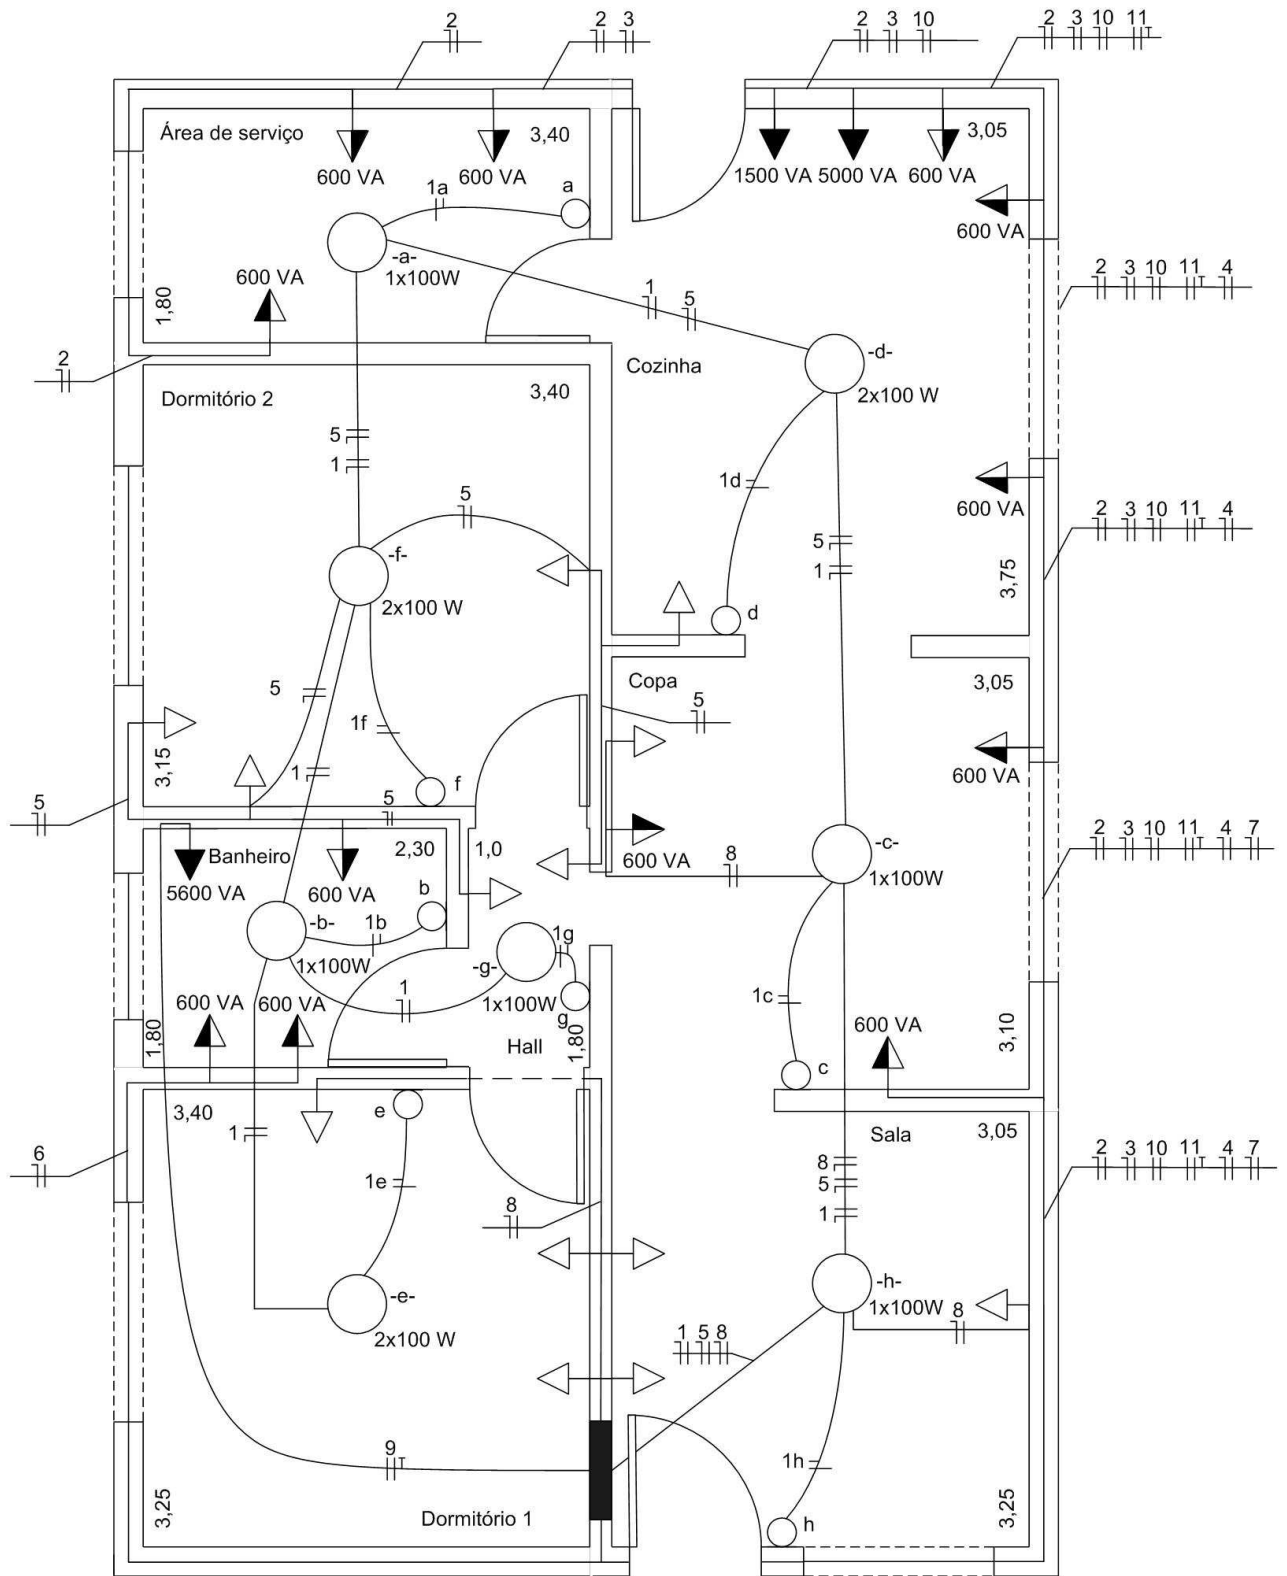 2
2 3
2 3 10
2 3 10 11
Área de serviço
3,40
3,05
600 VA
600 VA
1500 VA
5000 VA
600 VA
1a
a
600 VA
-a-
1x100W
600 VA
1,80
1
5
2 3 10 11 4
2
-d-
Cozinha
2x100 W
Dormitório 2
3,40
5
1
1d
5
600 VA
2 3 10 11 4
5
1
-f-
2x100 W
3,75
d
Copa
3,05
5
5
1f
1
3,15
600 VA
f
5
5
2 3 10 11 4 7
Banheiro
2,30
1,0
600 VA
8
-c-
1x100W
5600 VA
600 VA
b
-b-
1b
1x100W
1g
-g-
1x100W
1
g
1c
600 VA
600 VA
600 VA
1,80
Hall
1,80
3,10
c
3,40
e
1
Sala
3,05
6
1e
8
8
5
1
2 3 10 11 4 7
-h-
1x100W
-e-
2x100 W
8
1 5 8
9
1h
3,25
Dormitório 1
h
3,25